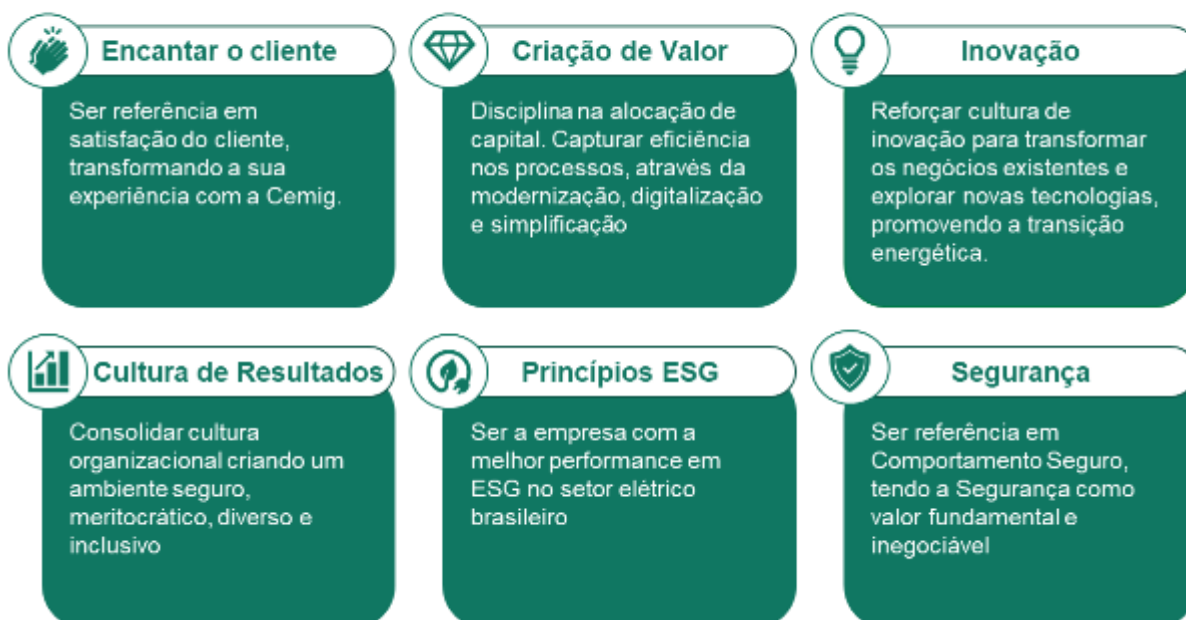 Encantar o cliente
Ser referência em
satisfação do cliente,
transformando a sua
experiência com a Cemig.
Criação de Valor
Disciplina na alocação de
capital. Capturar eficiência
nos processos, através da
modernização, digitalização
e simplificação
Inovação
Reforçar cultura de
inovação para transformar
os negócios existentes e
explorar novas tecnologias,
promovendo a transição
energética.
Cultura de Resultados
Consolidar cultura
organizacional criando um
ambiente seguro,
meritocrático, diverso e
inclusivo
Princípios ESG
Ser a empresa com a
melhor performance em
ESG no setor elétrico
brasileiro
Segurança
Ser referência em
Comportamento Seguro,
tendo a Segurança como
valor fundamental e
inegociável